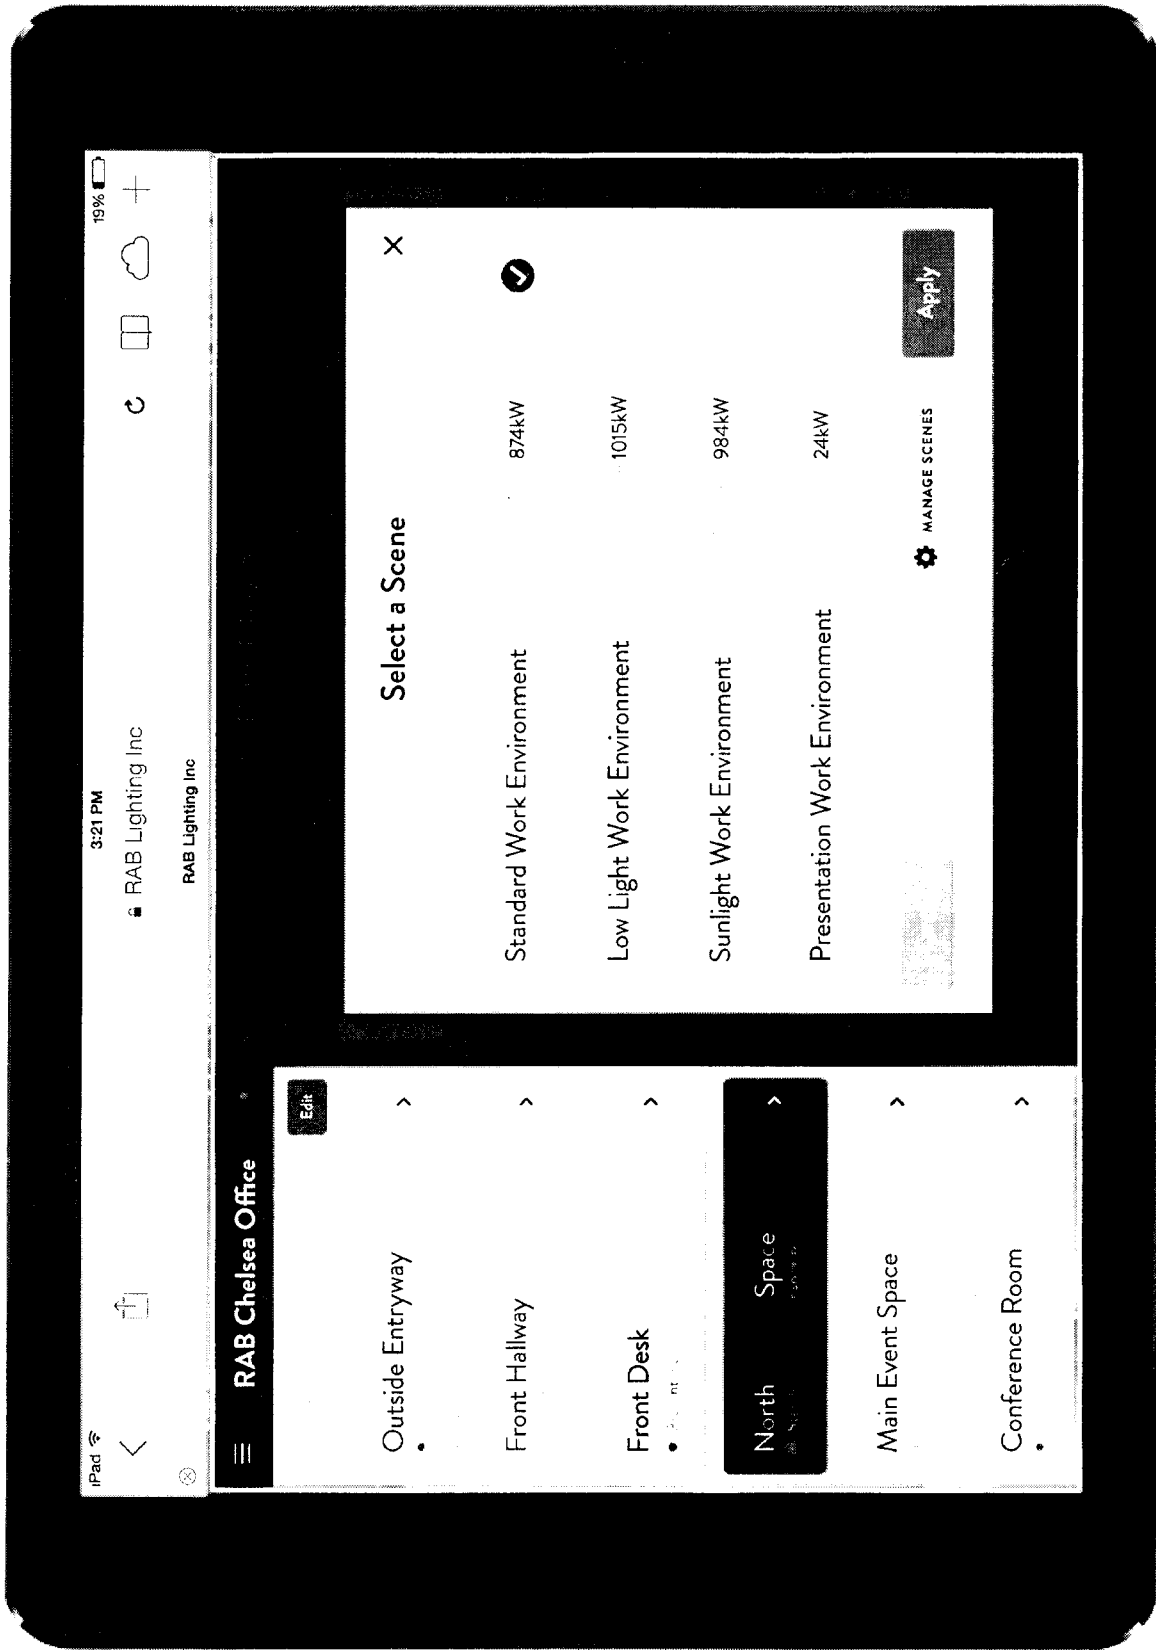 iPad 3:21 PM 19%
RAB Lighting Inc
RAB Lighting Inc
RAB Chelsea Office
Edit
Outside Entryway
Front Hallway
Front Desk
North Space
Main Event Space
Conference Room
Select a Scene
Standard Work Environment 874kW
Low Light Work Environment 1015kW
Sunlight Work Environment 984kW
Presentation Work Environment 24kW
MANAGE SCENES
Apply